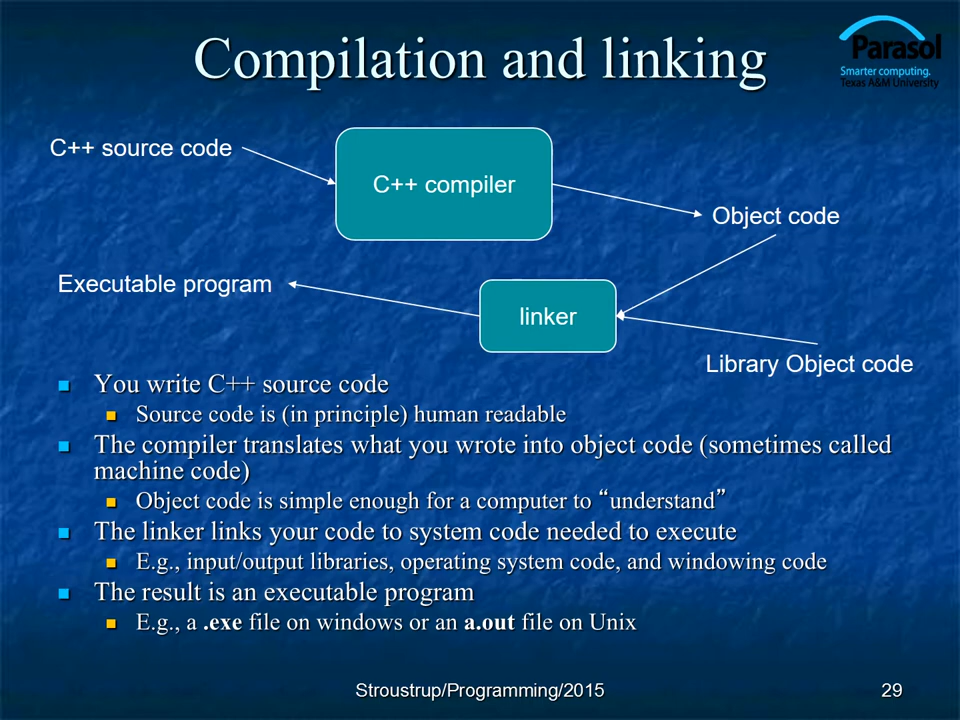 Compilation and linking
Parasol
Smarter computing.
Texas A&M University
C++ source code
C++ compiler
Object code
Executable program
linker
Library Object code
You write C++ source code
Source code is (in principle) human readable
The compiler translates what you wrote into object code (sometimes called
machine code)
Object code is simple enough for a computer to “understand”
The linker links your code to system code needed to execute
E.g., input/output libraries, operating system code, and windowing code
The result is an executable program
E.g., a .exe file on windows or an a.out file on Unix
Stroustrup/Programming/2015
29